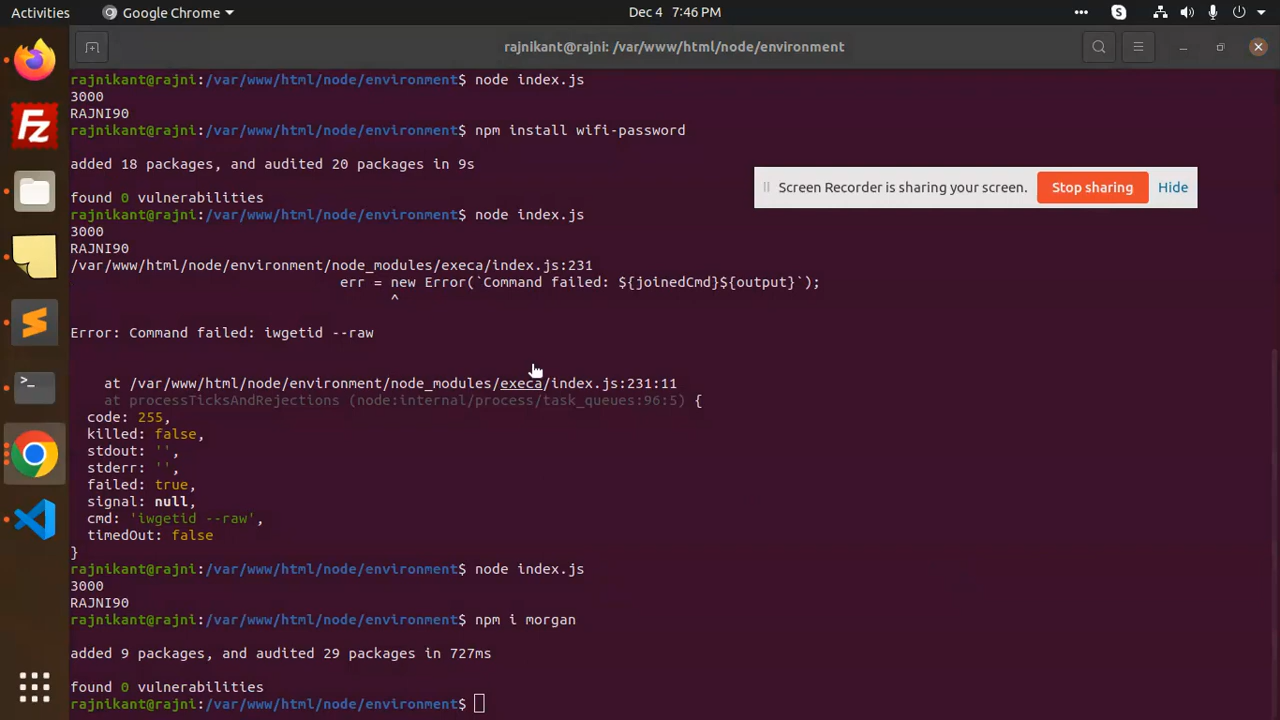 Activities Google Chrome Dec 4 7:46 PM
rajnikant@rajni: /var/www/html/node/environment
rajnikant@rajni:/var/www/html/node/environment$ node index.js
3000
RAJNI90
rajnikant@rajni:/var/www/html/node/environment$ npm install wifi-password
added 18 packages, and audited 20 packages in 9s
Screen Recorder is sharing your screen. Stop sharing Hide
found 0 vulnerabilities
rajnikant@rajni:/var/www/html/node/environment$ node index.js
3000
RAJNI90
/var/www/html/node/environment/node_modules/execa/index.js:231
err = new Error(`Command failed: ${joinedCmd}${output}`);
^
Error: Command failed: iwgetid --raw
at /var/www/html/node/environment/node_modules/execa/index.js:231:11
at processTicksAndRejections (node:internal/process/task_queues:96:5) {
code: 255,
killed: false,
stdout: '',
stderr: '',
failed: true,
signal: null,
cmd: 'iwgetid --raw',
timedOut: false
}
rajnikant@rajni:/var/www/html/node/environment$ node index.js
3000
RAJNI90
rajnikant@rajni:/var/www/html/node/environment$ npm i morgan
added 9 packages, and audited 29 packages in 727ms
found 0 vulnerabilities
rajnikant@rajni:/var/www/html/node/environment$